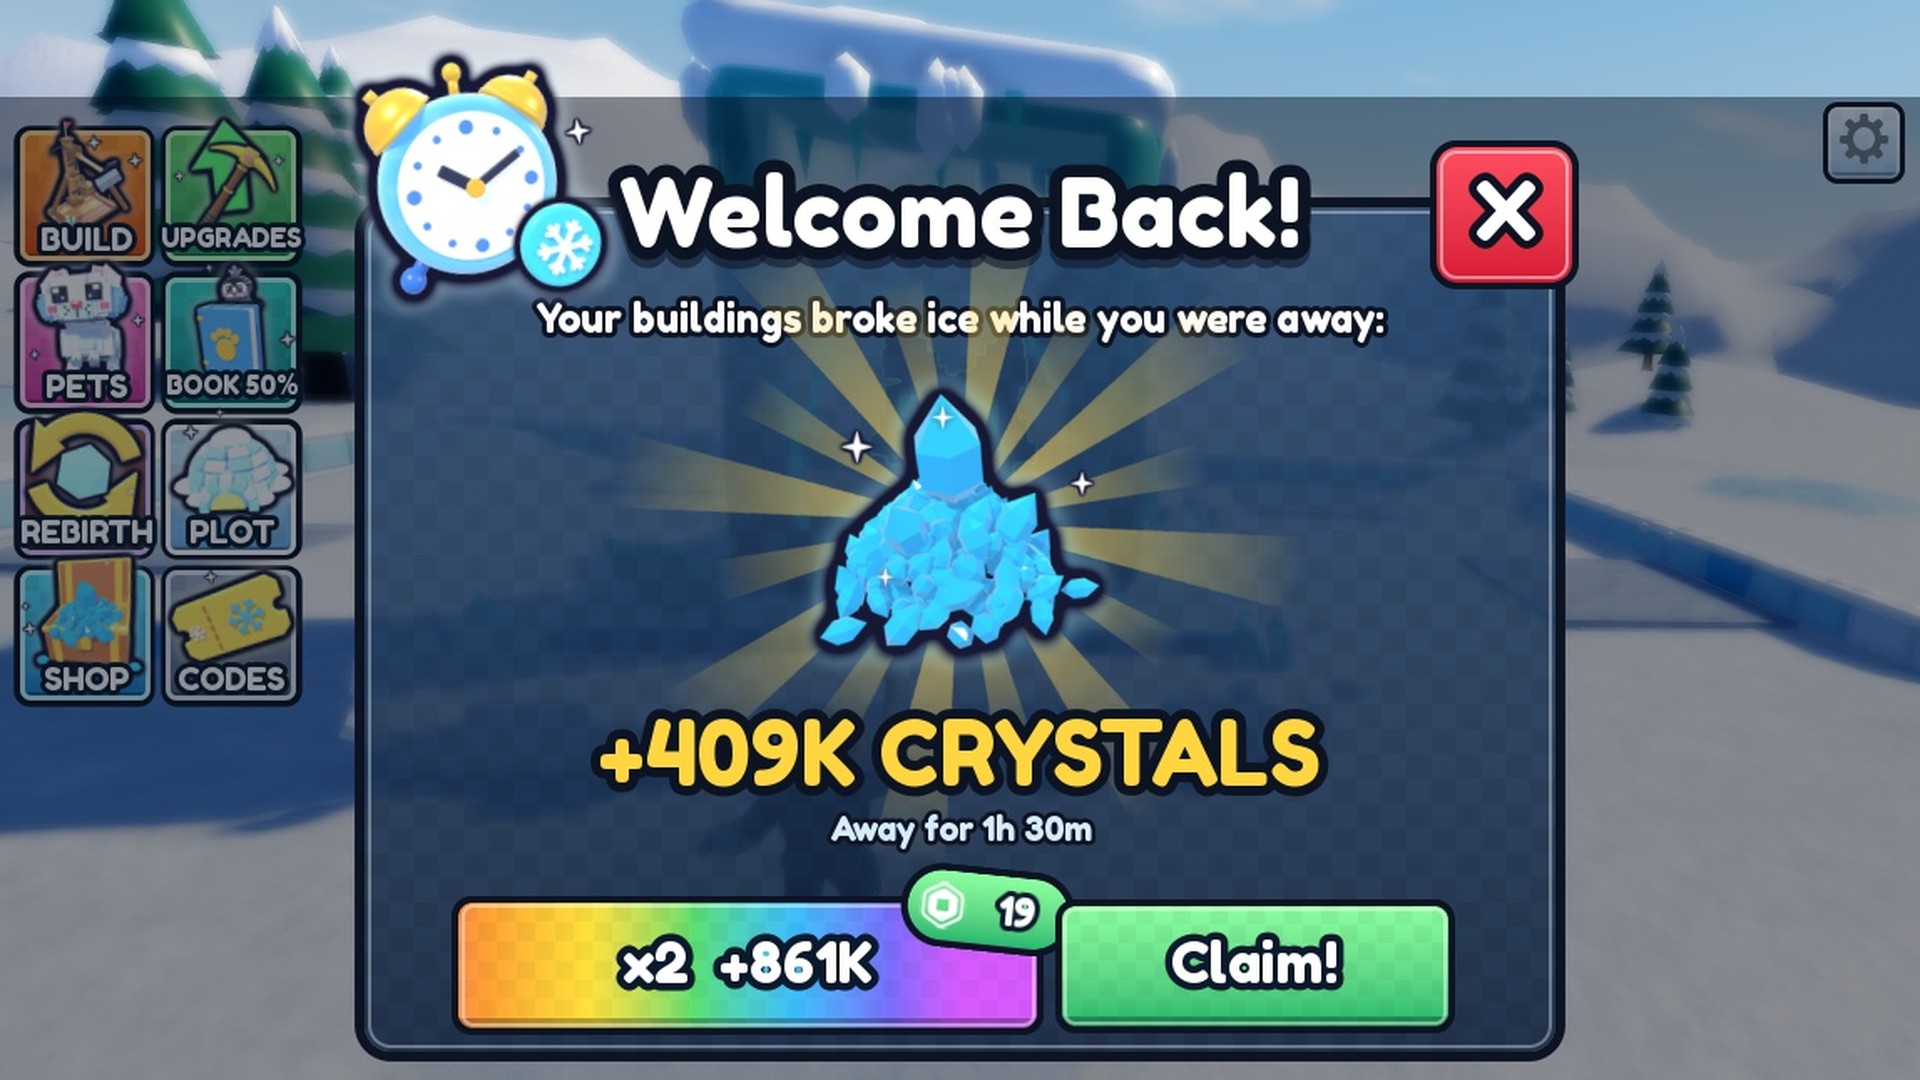 Welcome Back!
Your buildings broke ice while you were away:
BUILD
UPGRADES
PETS
BOOK 50%
REBIRTH
PLOT
SHOP
CODES
+409K CRYSTALS
Away for 1h 30m
19
x2 +861K
Claim!